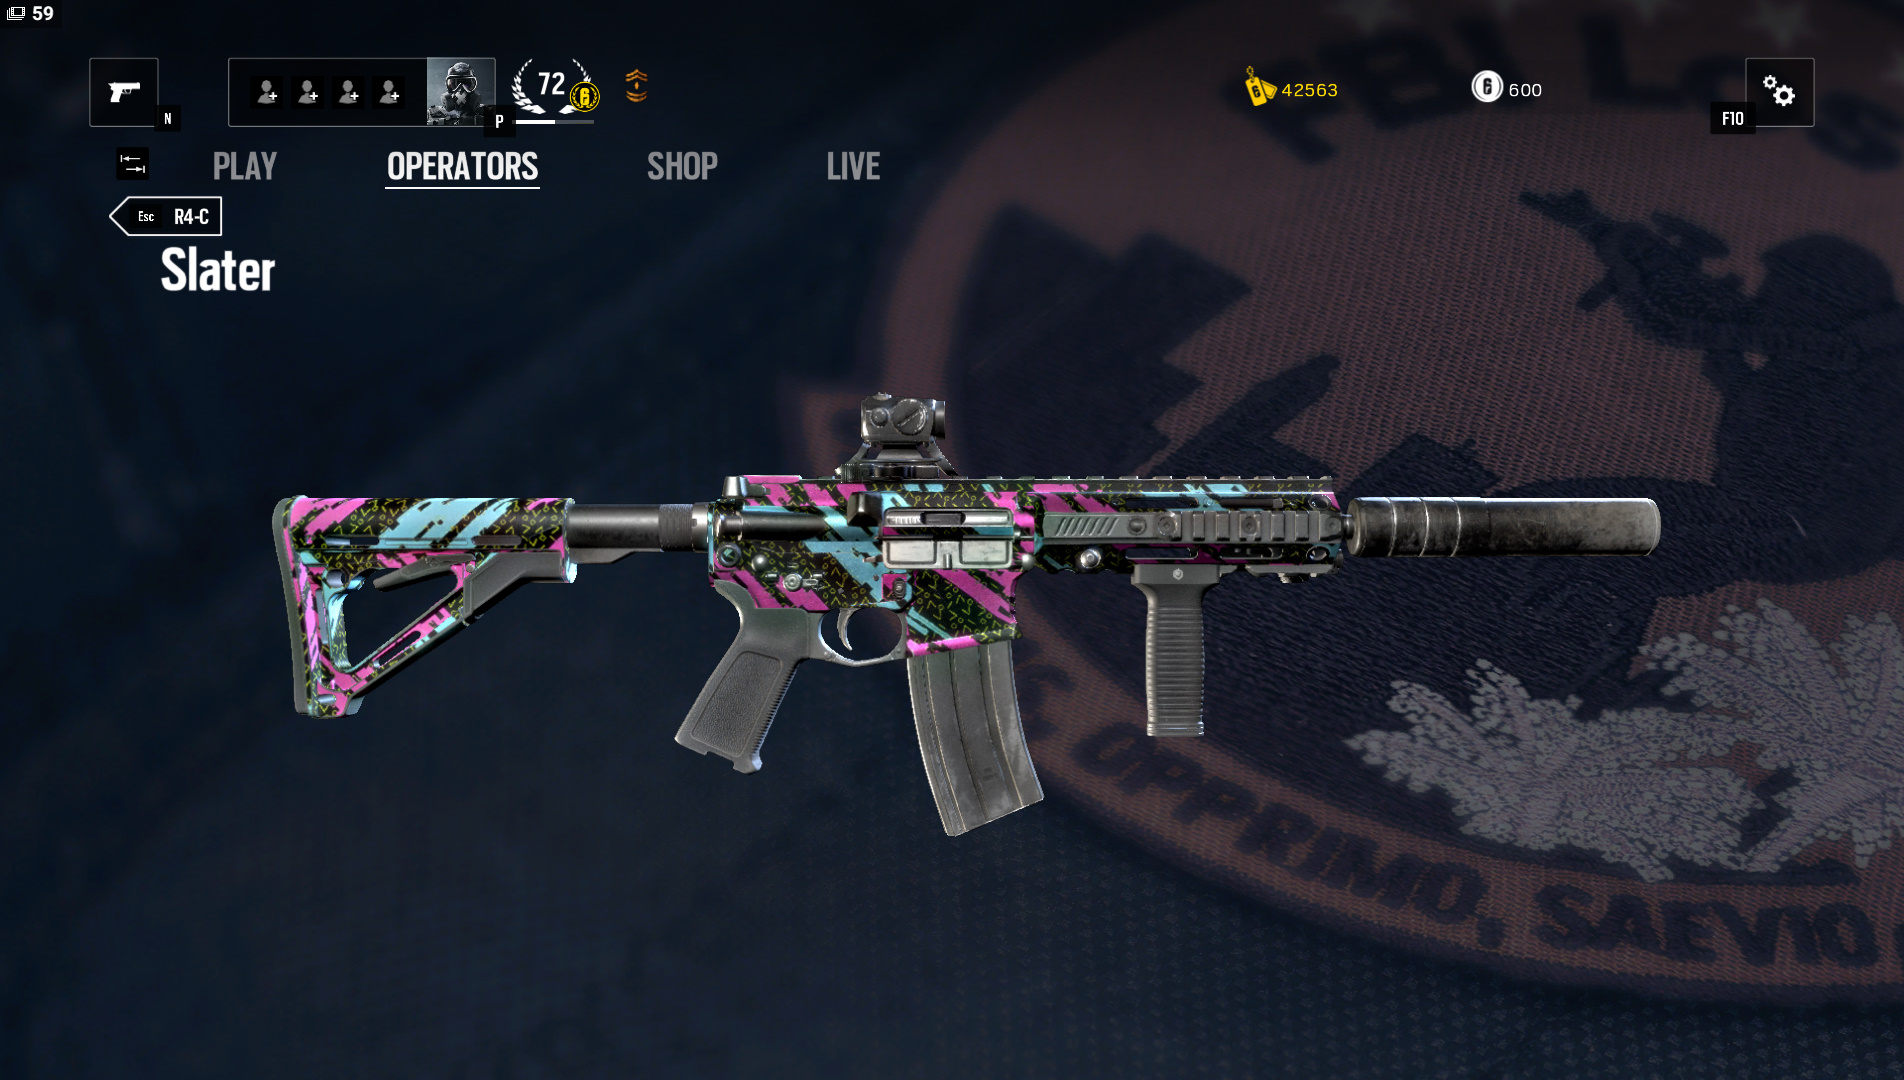 59
N
P
72
42563
600
F10
PLAY OPERATORS SHOP LIVE
Esc R4-C
Slater
OPPRIMO, SAEVIO